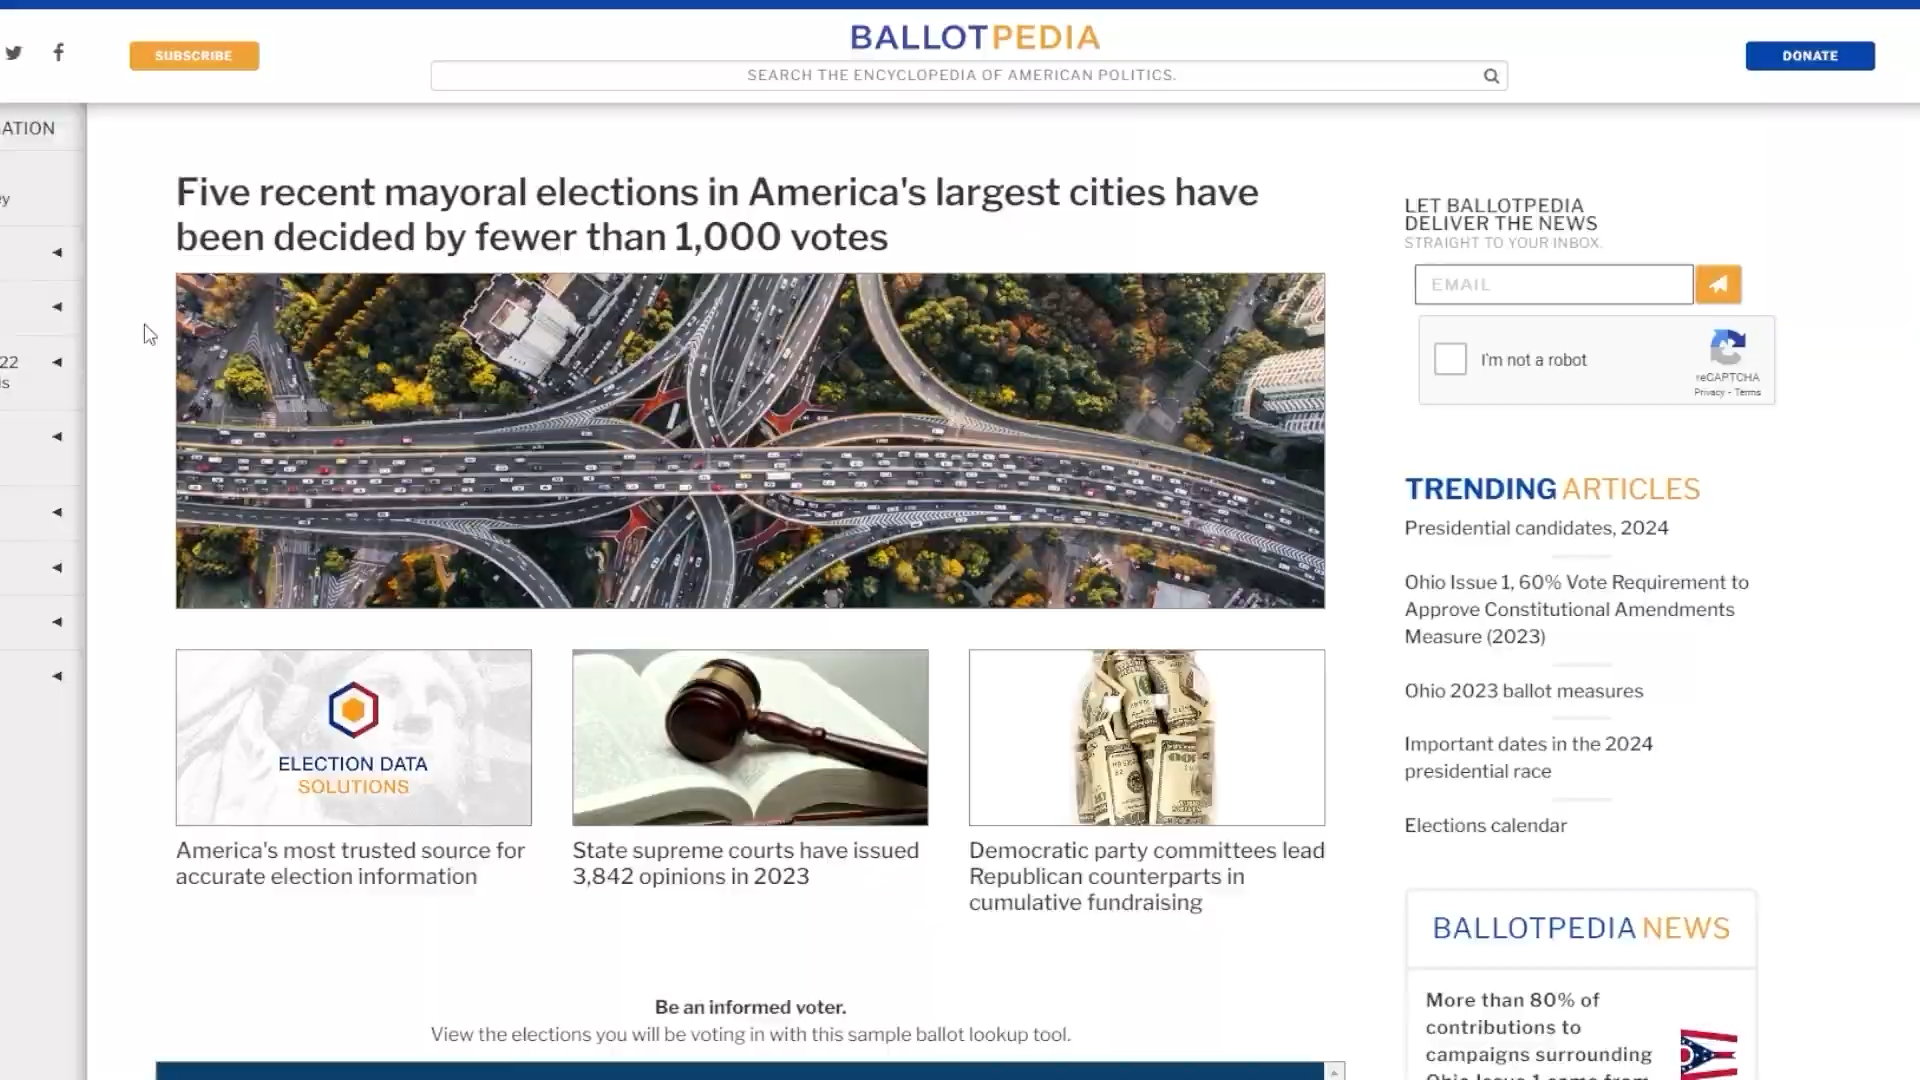 BALLOTPEDIA
SUBSCRIBE
SEARCH THE ENCYCLOPEDIA OF AMERICAN POLITICS.
DONATE
ATION
22
Five recent mayoral elections in America's largest cities have
been decided by fewer than 1,000 votes
LET BALLOTPEDIA
DELIVER THE NEWS
STRAIGHT TO YOUR INBOX.
EMAIL
I'm not a robot
reCAPTCHA
Privacy - Terms
TRENDING ARTICLES
Presidential candidates, 2024
Ohio Issue 1, 60% Vote Requirement to
Approve Constitutional Amendments
Measure (2023)
Ohio 2023 ballot measures
Important dates in the 2024
presidential race
Elections calendar
ELECTION DATA
SOLUTIONS
America's most trusted source for
accurate election information
State supreme courts have issued
3,842 opinions in 2023
Democratic party committees lead
Republican counterparts in
cumulative fundraising
BALLOTPEDIA NEWS
More than 80% of
contributions to
campaigns surrounding
Ohio Issue 1 came from
Be an informed voter.
View the elections you will be voting in with this sample ballot lookup tool.